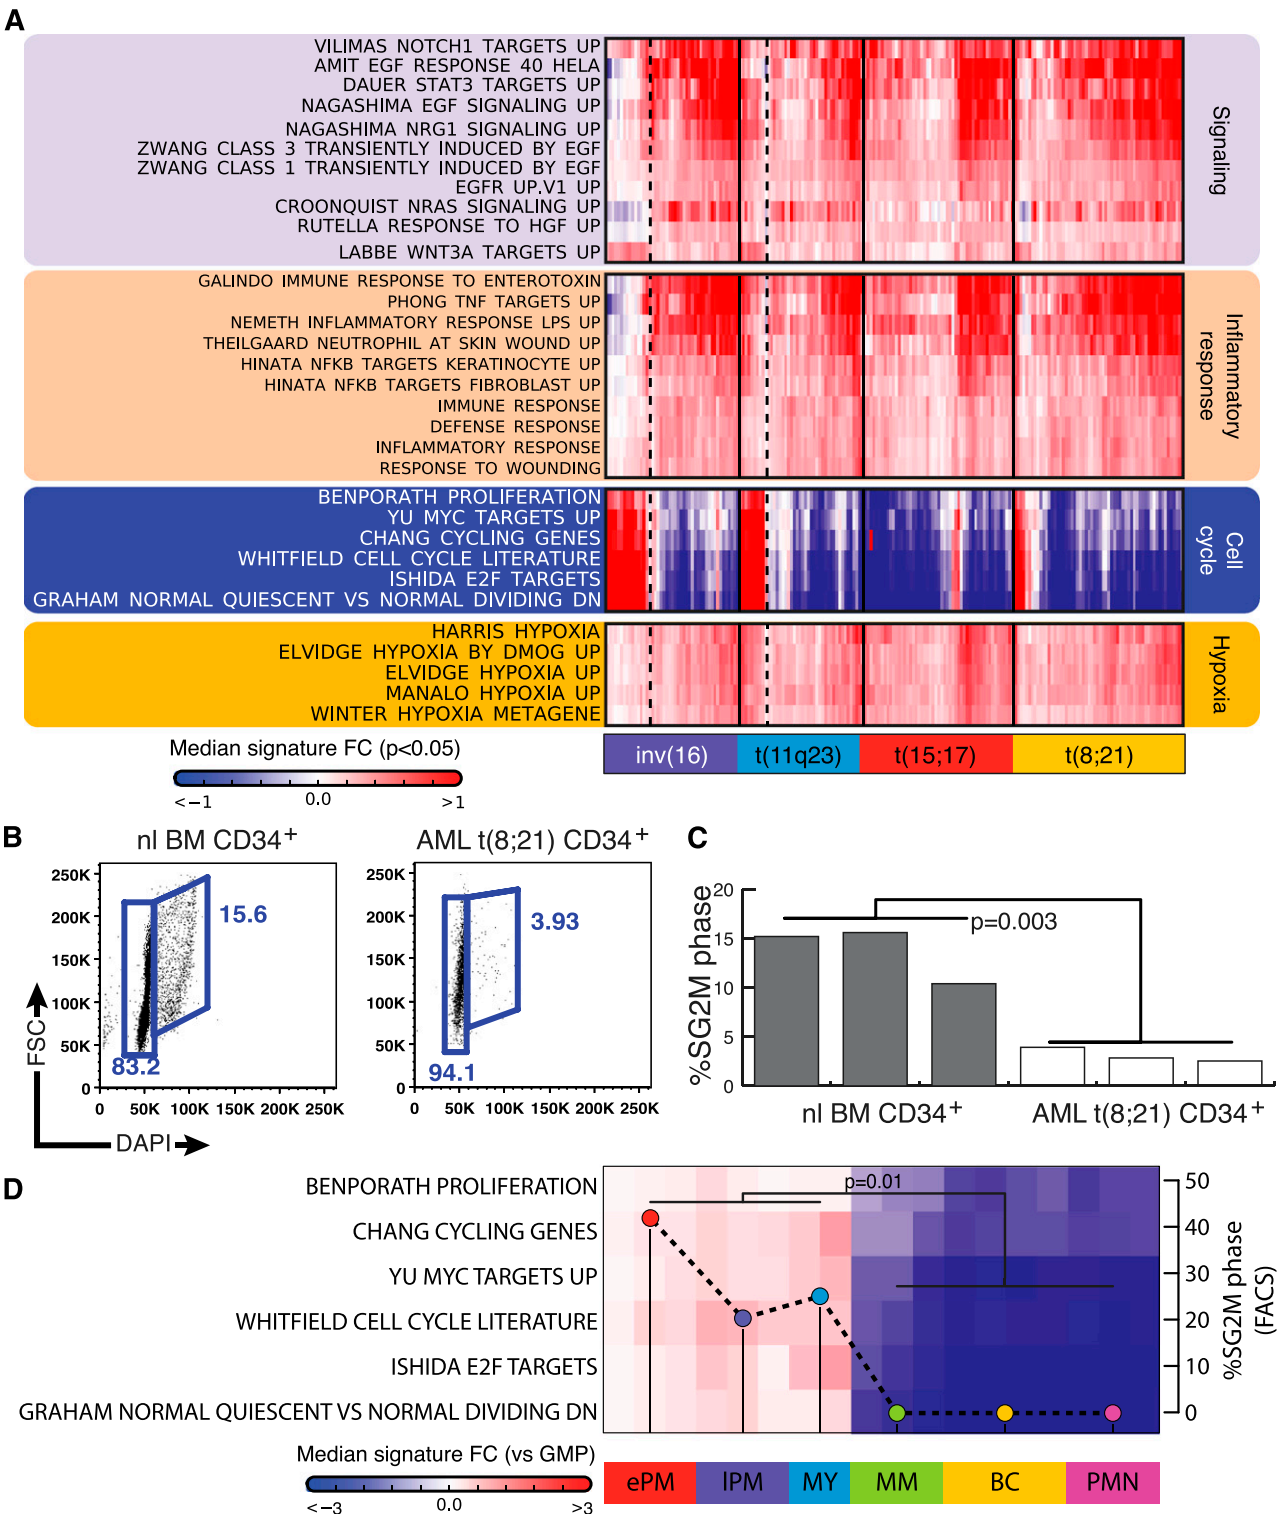 A
VILIMAS NOTCH1 TARGETS UP
AMIT EGF RESPONSE 40 HELA
DAUER STAT3 TARGETS UP
NAGASHIMA EGF SIGNALING UP
NAGASHIMA NRG1 SIGNALING UP
ZWANG CLASS 3 TRANSIENTLY INDUCED BY EGF
ZWANG CLASS 1 TRANSIENTLY INDUCED BY EGF
EGFR UP.V1 UP
CROONQUIST NRAS SIGNALING UP
RUTELLA RESPONSE TO HGF UP
LABBE WNT3A TARGETS UP
Signaling
GALINDO IMMUNE RESPONSE TO ENTEROTOXIN
PHONG TNF TARGETS UP
NEMETH INFLAMMATORY RESPONSE LPS UP
THEILGAARD NEUTROPHIL AT SKIN WOUND UP
HINATA NFKB TARGETS KERATINOCYTE UP
HINATA NFKB TARGETS FIBROBLAST UP
IMMUNE RESPONSE
DEFENSE RESPONSE
INFLAMMATORY RESPONSE
RESPONSE TO WOUNDING
Inflammatory
response
BENPORATH PROLIFERATION
YU MYC TARGETS UP
CHANG CYCLING GENES
WHITFIELD CELL CYCLE LITERATURE
ISHIDA E2F TARGETS
GRAHAM NORMAL QUIESCENT VS NORMAL DIVIDING DN
Cell
cycle
HARRIS HYPOXIA
ELVIDGE HYPOXIA BY DMOG UP
ELVIDGE HYPOXIA UP
MANALO HYPOXIA UP
WINTER HYPOXIA METAGENE
Hypoxia
inv(16) t(11q23) t(15;17) t(8;21)
Median signature FC (p<0.05)
<−1 0.0 >1
B
nl BM CD34+
250K
200K
150K
100K
50K
0
0 50K 100K 150K 200K 250K
15.6
83.2
FSC
DAPI
AML t(8;21) CD34+
250K
200K
150K
100K
50K
0
0 50K 100K 150K 200K 250K
3.93
94.1
C
%SG2M phase
20
15
10
5
0
p=0.003
nl BM CD34+ AML t(8;21) CD34+
D
BENPORATH PROLIFERATION
CHANG CYCLING GENES
YU MYC TARGETS UP
WHITFIELD CELL CYCLE LITERATURE
ISHIDA E2F TARGETS
GRAHAM NORMAL QUIESCENT VS NORMAL DIVIDING DN
p=0.01
50
40
30
20
10
0
%SG2M phase
(FACS)
ePM lPM MY MM BC PMN
Median signature FC (vs GMP)
<−3 0.0 >3